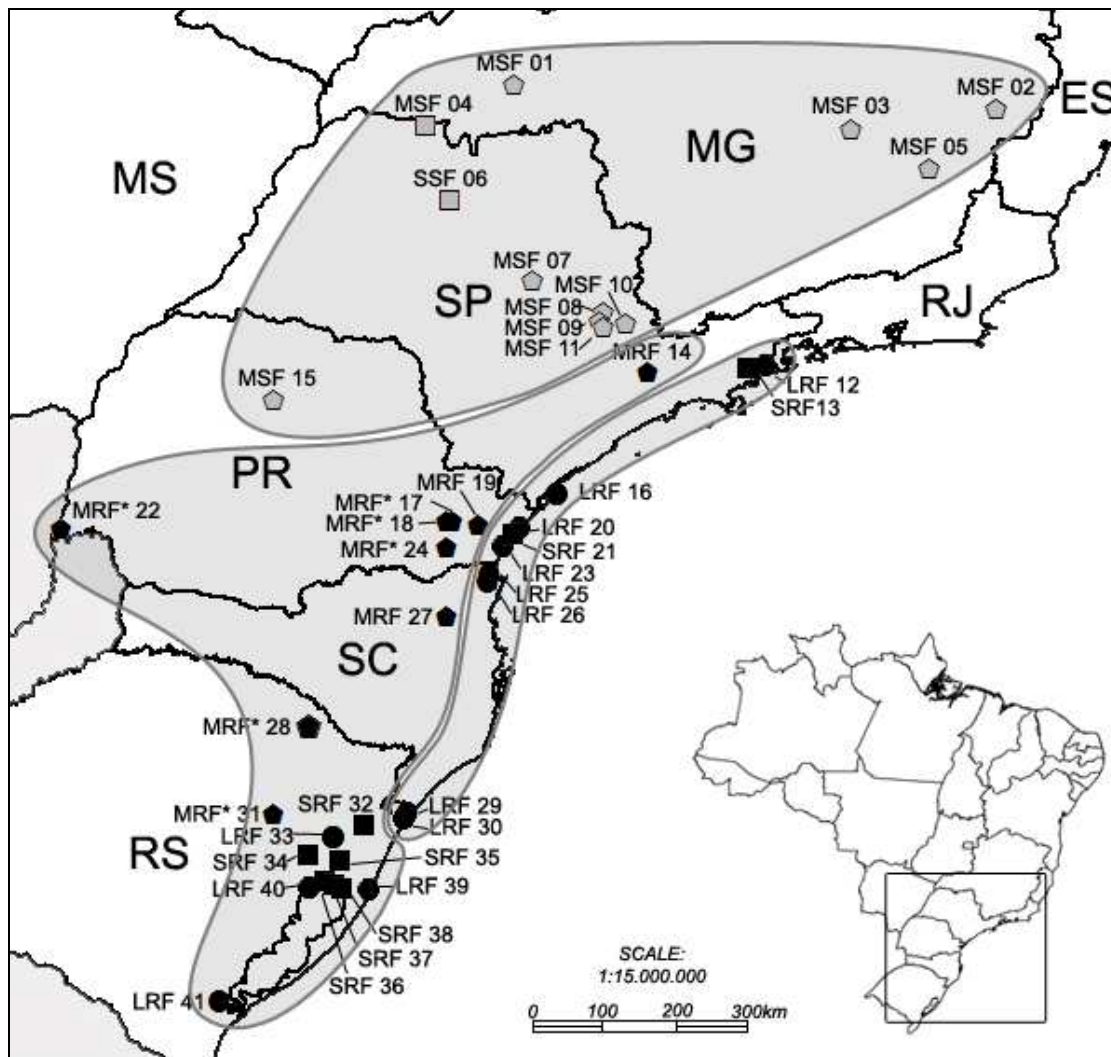 MSF 01
MSF 02
ES
MSF 04
MSF 03
MG
MSF 05
MS
SSF 06
MSF 07
MSF 10
SP
MSF 08
RJ
MSF 09
MSF 11
MRF 14
LRF 12
MSF 15
SRF13
PR
MRF 19
LRF 16
MRF* 17
MRF* 22
MRF* 18
LRF 20
MRF* 24
SRF 21
LRF 23
LRF 25
MRF 27
LRF 26
SC
MRF* 28
SRF 32
LRF 29
MRF* 31
LRF 30
LRF 33
RS
SRF 34
SRF 35
LRF 40
LRF 39
SRF 38
SRF 37
SRF 36
LRF 41
SCALE:
1:15.000.000
0 100 200 300km